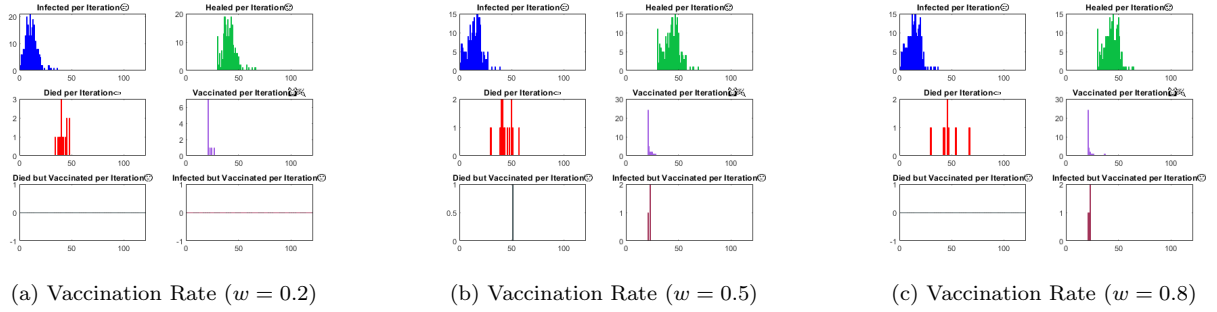 Infected per Iteration😐 Healed per Iteration🙂
20 15 10 5 0 0 50 100
20 10 0 0 50 100
Died per Iteration⚰ Vaccinated per Iteration
3 2 1 0 0 50 100
6 4 2 0 0 50 100
Died but Vaccinated per Iteration🙁 Infected but Vaccinated per Iteration🙁
1 0 -1 0 50 100
1 0 -1 0 50 100
(a) Vaccination Rate (w = 0.2)
Infected per Iteration😐 Healed per Iteration🙂
15 10 5 0 0 50 100
15 10 5 0 0 50 100
Died per Iteration⚰ Vaccinated per Iteration
2 1 0 0 50 100
30 20 10 0 0 50 100
Died but Vaccinated per Iteration🙁 Infected but Vaccinated per Iteration🙁
1 0.5 0 0 50 100
2 1 0 0 50 100
(b) Vaccination Rate (w = 0.5)
Infected per Iteration😐 Healed per Iteration🙂
15 10 5 0 0 50 100
15 10 5 0 0 50 100
Died per Iteration⚰ Vaccinated per Iteration
2 1 0 0 50 100
30 20 10 0 0 50 100
Died but Vaccinated per Iteration🙁 Infected but Vaccinated per Iteration🙁
1 0 -1 0 50 100
2 1 0 0 50 100
(c) Vaccination Rate (w = 0.8)